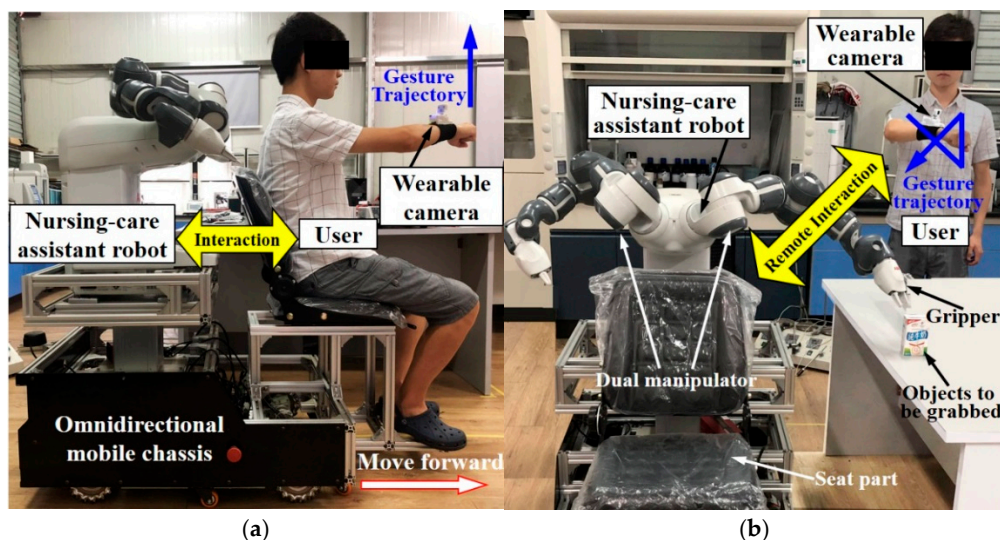 Gesture
Trajectory
Wearable
camera
Nursing-care
assistant robot
Interaction
User
Omnidirectional
mobile chassis
Move forward
(a)
Wearable
camera
Nursing-care
assistant robot
Gesture
trajectory
User
Remote Interaction
Gripper
Dual manipulator
Objects to
be grabbed
Seat part
(b)